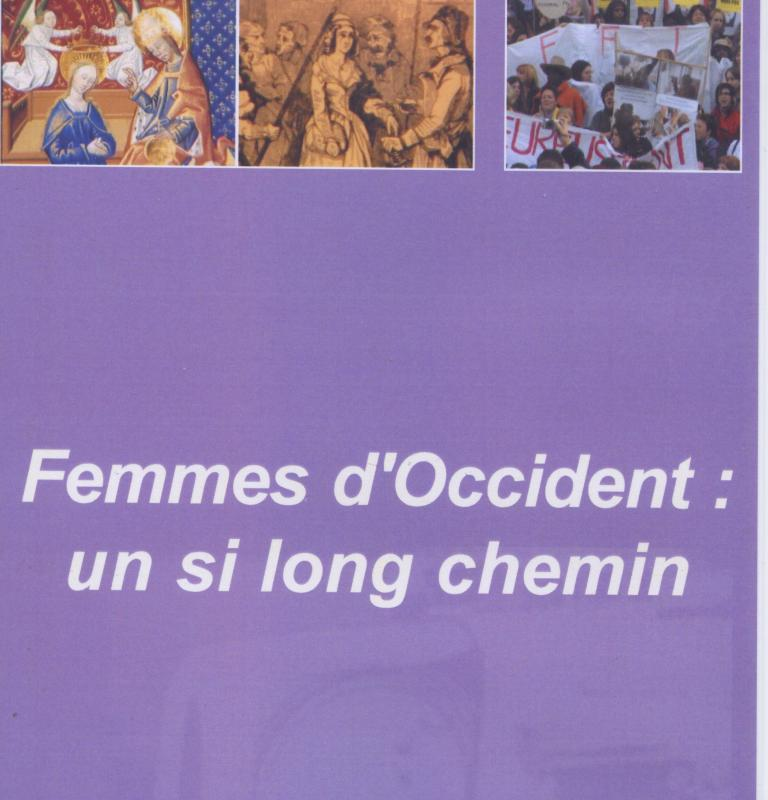 F A I
Femmes d'Occident :
un si long chemin